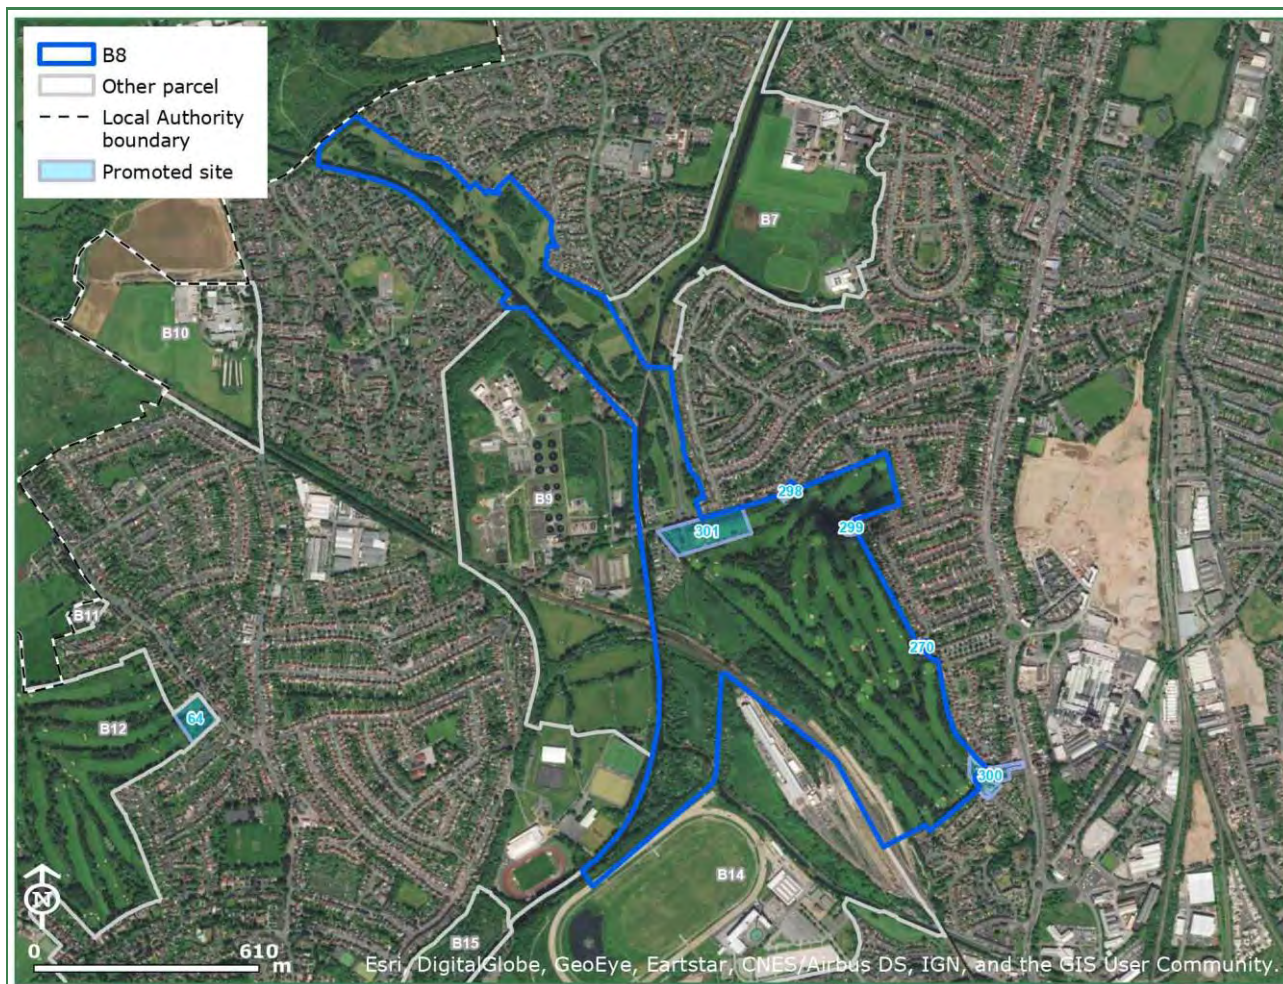 B8
Other parcel
Local Authority
boundary
Promoted site
B7
B10
298
B9
301
299
B11
270
64
B12
300
B14
B15
N
0 610
m
Esri, DigitalGlobe, GeoEye, Eartstar, CNES/Airbus DS, IGN, and the GIS User Community.